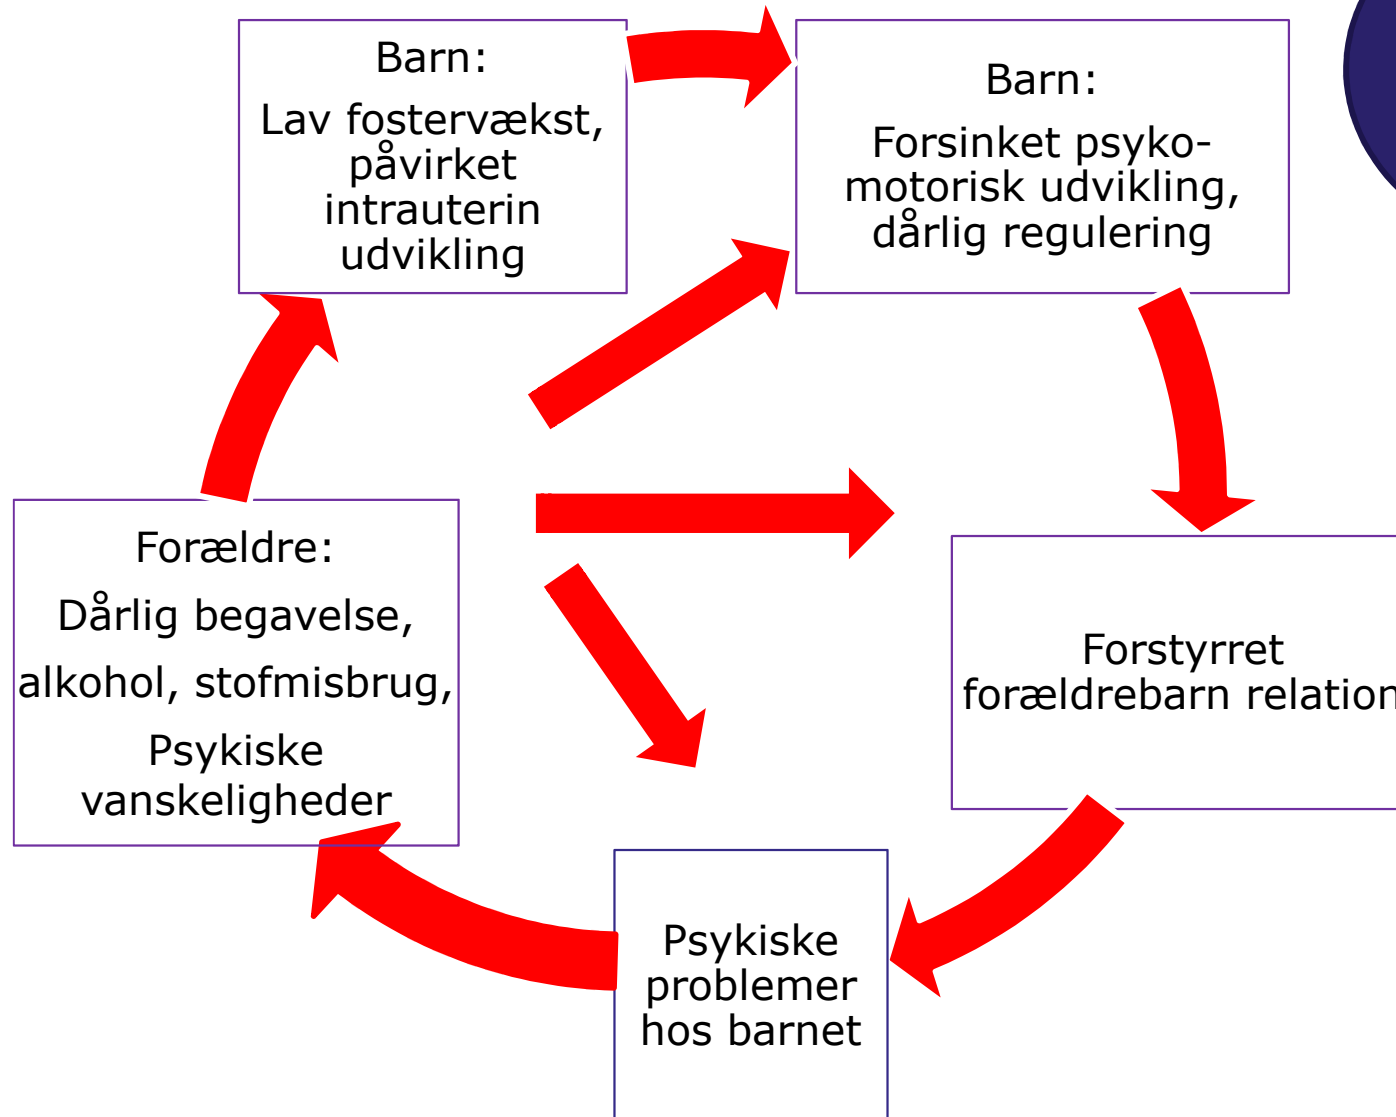 Barn:
Lav fostervækst,
påvirket
intrauterin
udvikling
Barn:
Forsinket psyko-
motorisk udvikling,
dårlig regulering
Forældre:
Dårlig begavelse,
alkohol, stofmisbrug,
Psykiske
vanskeligheder
Forstyrret
forældrebarn relation
Psykiske
problemer
hos barnet